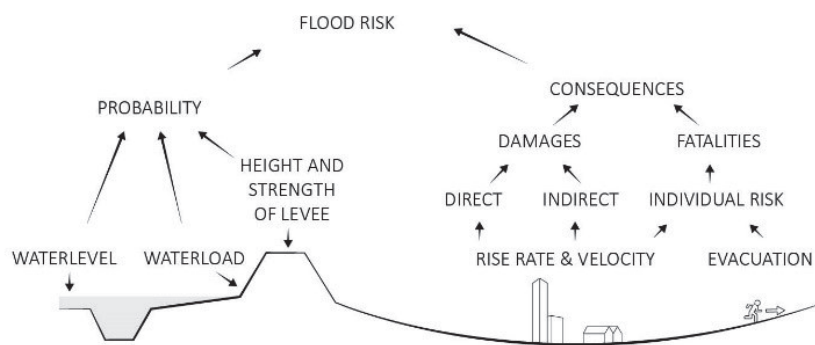 FLOOD RISK
CONSEQUENCES
PROBABILITY
DAMAGES
FATALITIES
HEIGHT AND
STRENGTH
OF LEVEE
DIRECT
INDIRECT
INDIVIDUAL RISK
WATERLEVEL
WATERLOAD
RISE RATE & VELOCITY
EVACUATION